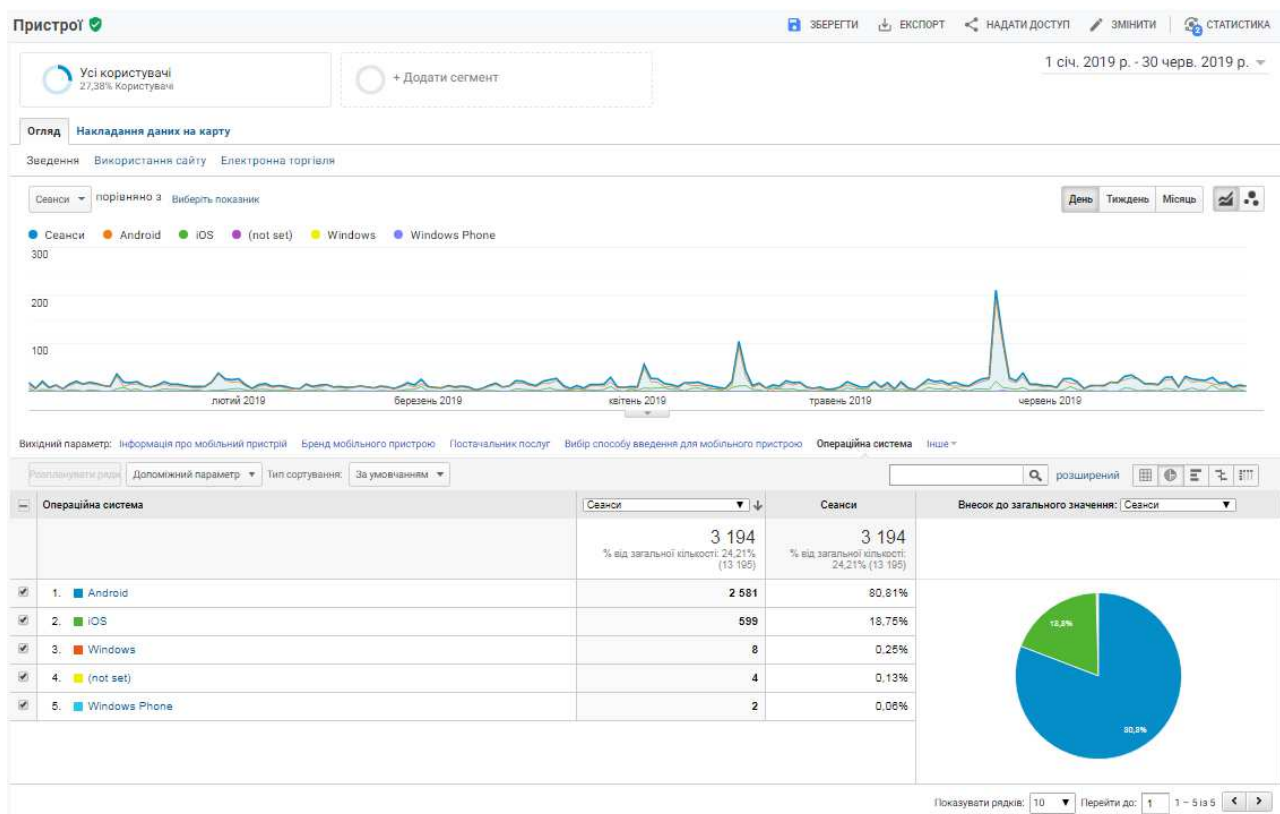 Пристрої
ЗБЕРЕГТИ ЕКСПОРТ НАДАТИ ДОСТУП ЗМІНИТИ СТАТИСТИКА
2
Усі користувачі
27,38% Користувачі
+ Додати сегмент
1 січ. 2019 р. - 30 черв. 2019 р.
Огляд Накладання даних на карту
Зведення Використання сайту Електронна торгівля
Сеанси порівняно з Виберіть показник
День Тиждень Місяць
Сеанси Android iOS (not set) Windows Windows Phone
300
200
100
лютий 2019 березень 2019 квітень 2019 травень 2019 червень 2019
Вихідний параметр: Інформація про мобільний пристрій Бренд мобільного пристрою Постачальник послуг Вибір способу введення для мобільного пристрою Операційна система Інше
Розпланувати ряди Допоміжний параметр Тип сортування: За умовчанням розширений
Операційна система Сеанси Сеанси Внесок до загального значення: Сеанси
3 194 3 194
% від загальної кількості: 24,21% (13 195) % від загальної кількості: 24,21% (13 195)
1. Android 2 581 80,81%
2. iOS 599 18,75%
3. Windows 8 0,25%
4. (not set) 4 0,13%
5. Windows Phone 2 0,06%
18,8%
80,8%
Показувати рядків: 10 Перейти до: 1 1 – 5 із 5